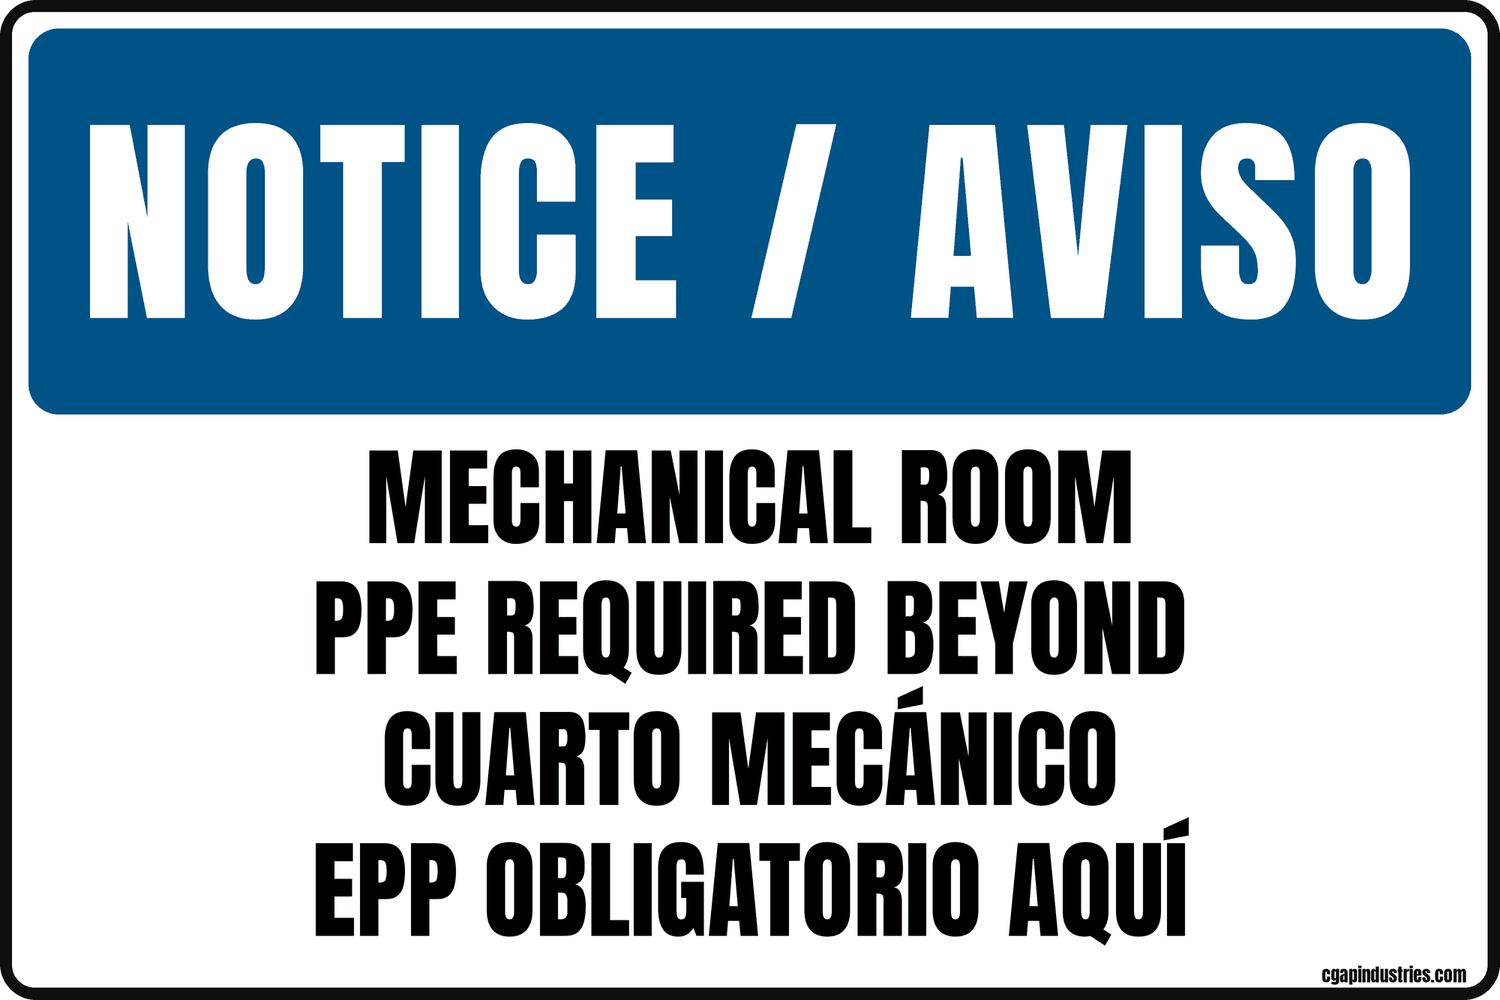 NOTICE / AVISO
MECHANICAL ROOM
PPE REQUIRED BEYOND
CUARTO MECÁNICO
EPP OBLIGATORIO AQUÍ
cgapindustries.com